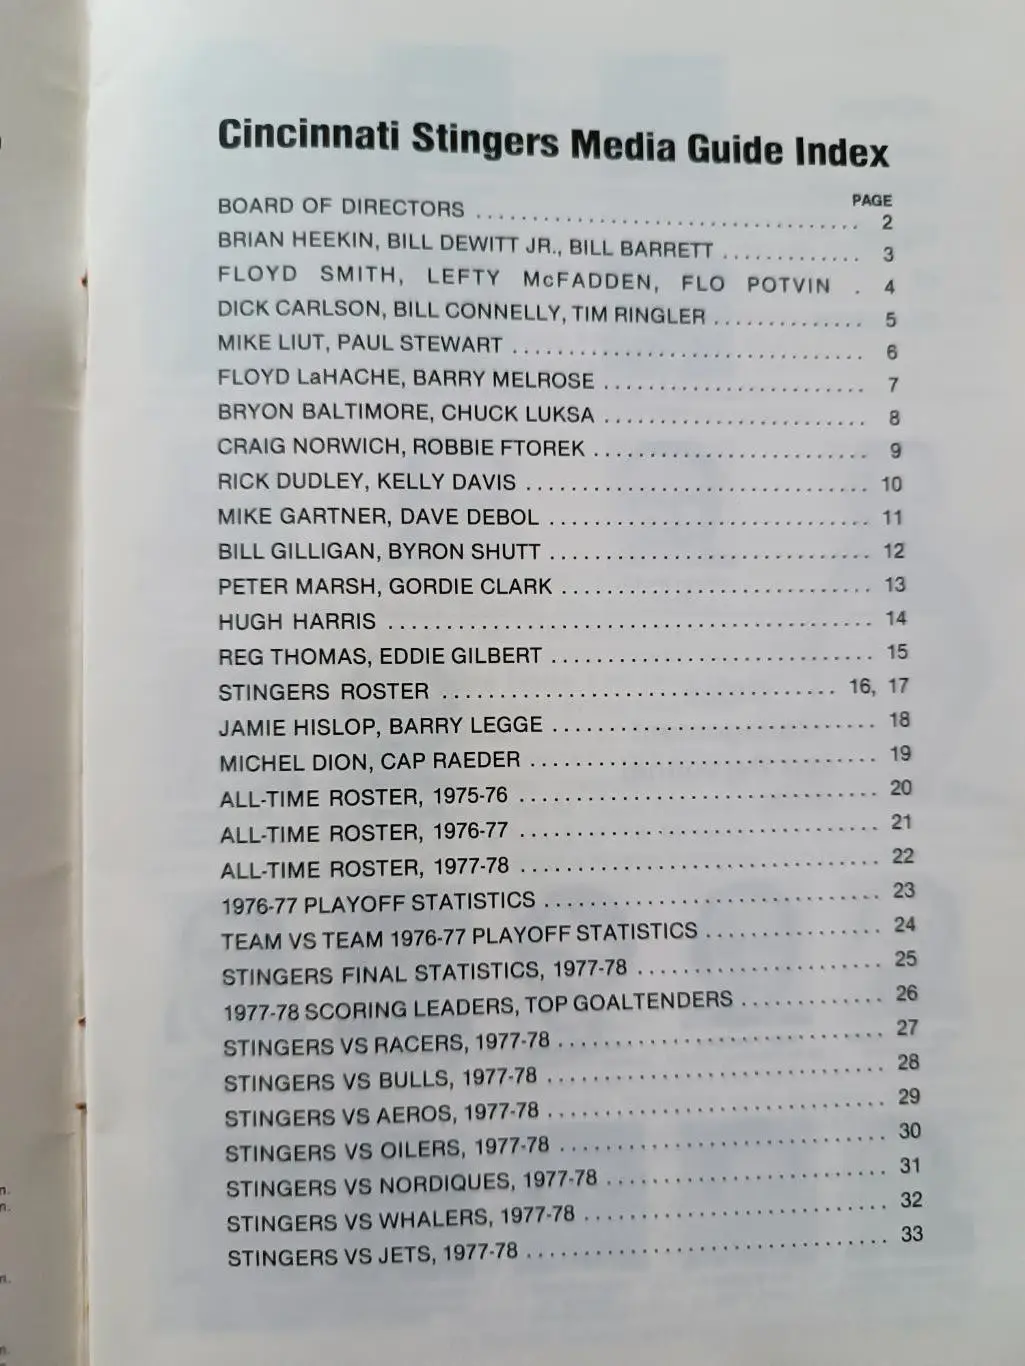 Cincinnati Stingers Media Guide Index
PAGE
BOARD OF DIRECTORS .................................. 2
BRIAN HEEKIN, BILL DEWITT JR., BILL BARRETT ............. 3
FLOYD SMITH, LEFTY McFADDEN, FLO POTVIN . 4
DICK CARLSON, BILL CONNELLY, TIM RINGLER .............. 5
MIKE LIUT, PAUL STEWART ................................ 6
FLOYD LaHACHE, BARRY MELROSE ........................ 7
BRYON BALTIMORE, CHUCK LUKSA ........................ 8
CRAIG NORWICH, ROBBIE FTOREK ......................... 9
RICK DUDLEY, KELLY DAVIS ............................... 10
MIKE GARTNER, DAVE DEBOL ............................. 11
BILL GILLIGAN, BYRON SHUTT ............................. 12
PETER MARSH, GORDIE CLARK ............................ 13
HUGH HARRIS .......................................... 14
REG THOMAS, EDDIE GILBERT ............................. 15
STINGERS ROSTER .................................. 16, 17
JAMIE HISLOP, BARRY LEGGE ............................. 18
MICHEL DION, CAP RAEDER ............................... 19
ALL-TIME ROSTER, 1975-76 ................................ 20
ALL-TIME ROSTER, 1976-77 ................................ 21
ALL-TIME ROSTER, 1977-78 ................................ 22
1976-77 PLAYOFF STATISTICS .............................. 23
TEAM VS TEAM 1976-77 PLAYOFF STATISTICS ................ 24
STINGERS FINAL STATISTICS, 1977-78 ...................... 25
1977-78 SCORING LEADERS, TOP GOALTENDERS ............. 26
STINGERS VS RACERS, 1977-78 ............................. 27
STINGERS VS BULLS, 1977-78 .............................. 28
STINGERS VS AEROS, 1977-78 .............................. 29
STINGERS VS OILERS, 1977-78 ............................. 30
STINGERS VS NORDIQUES, 1977-78 ......................... 31
STINGERS VS WHALERS, 1977-78 ........................... 32
STINGERS VS JETS, 1977-78 ................................ 33